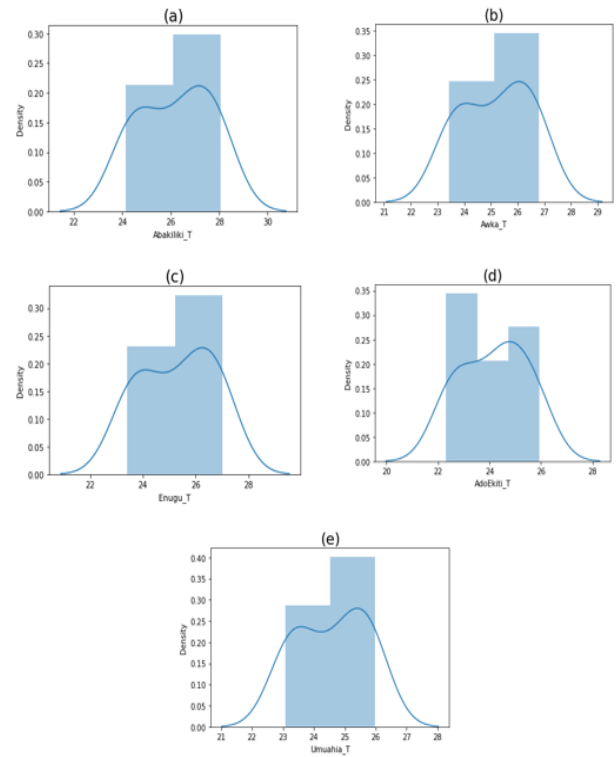 (a)
0.30
0.25
0.20
0.15
0.10
0.05
0.00
Density
22 24 26 28 30
Abakiliki_T
(b)
0.35
0.30
0.25
0.20
0.15
0.10
0.05
0.00
Density
21 22 23 24 25 26 27 28 29
Awka_T
(c)
0.30
0.25
0.20
0.15
0.10
0.05
0.00
Density
22 24 26 28
Enugu_T
(d)
0.35
0.30
0.25
0.20
0.15
0.10
0.05
0.00
Density
20 22 24 26 28
AdoEkiti_T
(e)
0.40
0.35
0.30
0.25
0.20
0.15
0.10
0.05
0.00
Density
21 22 23 24 25 26 27 28
Umuahia_T